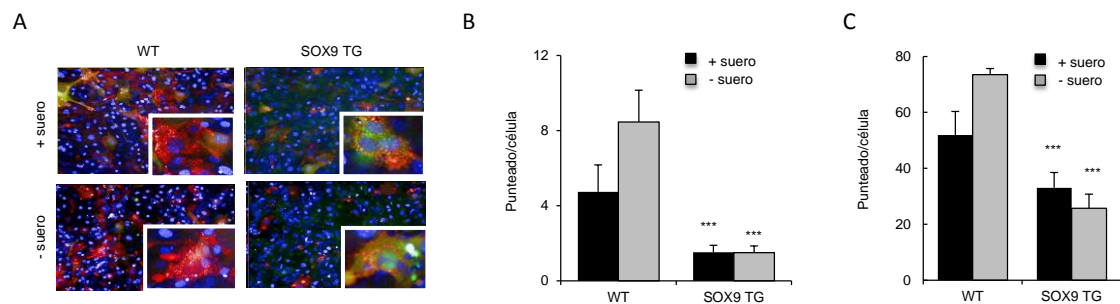 A
WT
SOX9 TG
+ suero
- suero
B
Punteado/célula
12
8
4
0
+ suero
- suero
***
***
WT
SOX9 TG
C
Punteado/célula
80
60
40
20
0
+ suero
- suero
***
***
WT
SOX9 TG